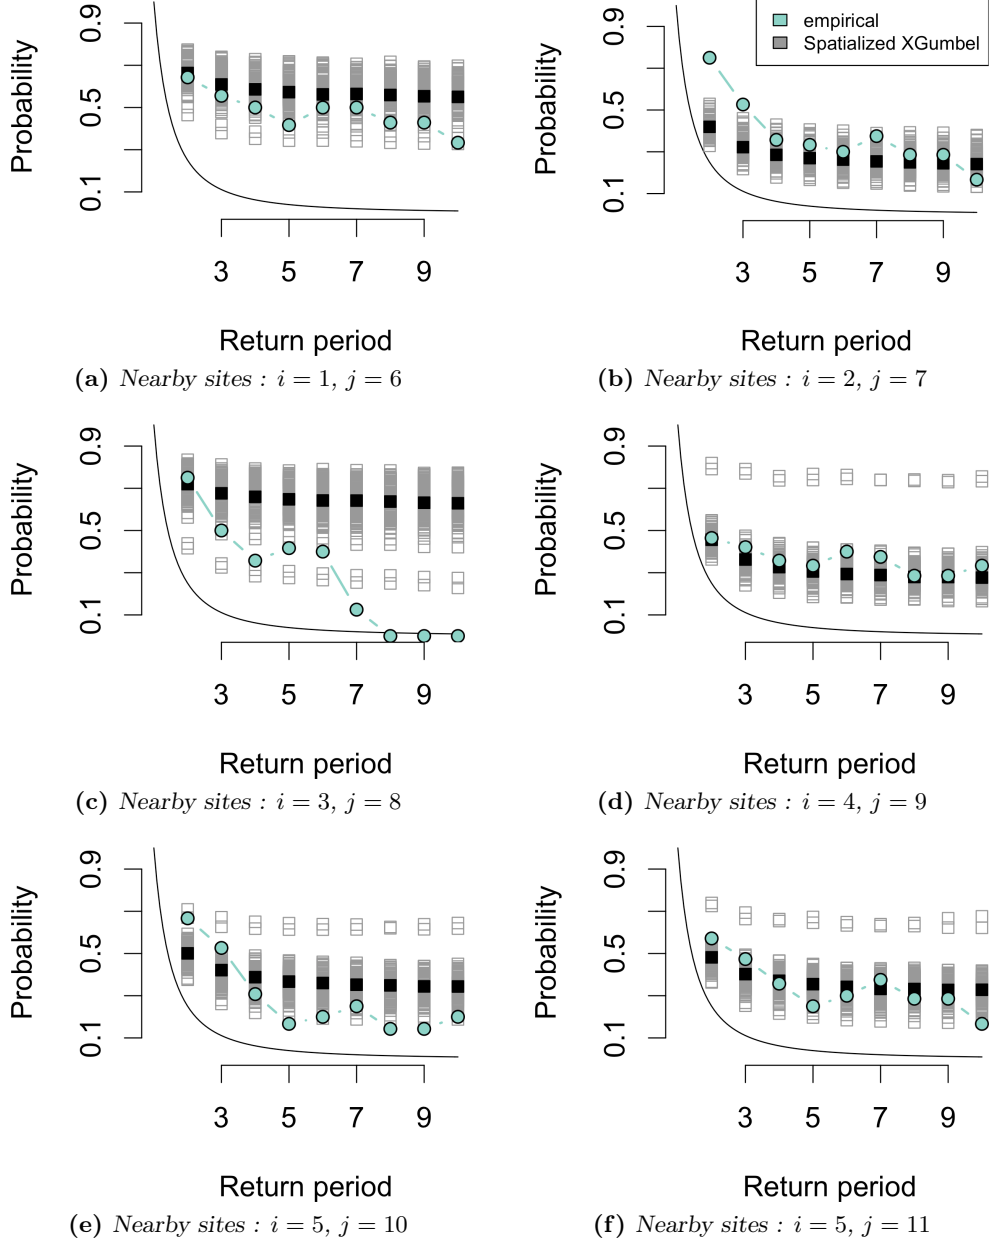 0.9
0.5
0.1
Probability
3 5 7 9
Return period
(a) Nearby sites : i = 1, j = 6
empirical
Spatialized XGumbel
0.9
0.5
0.1
Probability
3 5 7 9
Return period
(b) Nearby sites : i = 2, j = 7
0.9
0.5
0.1
Probability
3 5 7 9
Return period
(c) Nearby sites : i = 3, j = 8
0.9
0.5
0.1
Probability
3 5 7 9
Return period
(d) Nearby sites : i = 4, j = 9
0.9
0.5
0.1
Probability
3 5 7 9
Return period
(e) Nearby sites : i = 5, j = 10
0.9
0.5
0.1
Probability
3 5 7 9
Return period
(f) Nearby sites : i = 5, j = 11